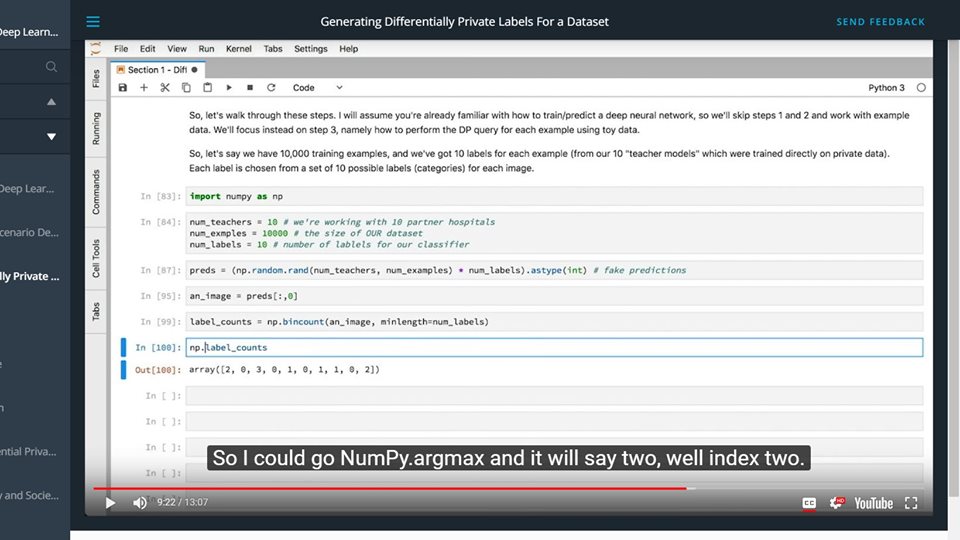 Generating Differentially Private Labels For a Dataset
SEND FEEDBACK
Deep Learn...
File Edit View Run Kernel Tabs Settings Help
Section 1 - Diff
Code
Python 3
Files
Running
Commands
Cell Tools
Tabs
So, let's walk through these steps. I will assume you're already familiar with how to train/predict a deep neural network, so we'll skip steps 1 and 2 and work with example
data. We'll focus instead on step 3, namely how to perform the DP query for each example using toy data.
So, let's say we have 10,000 training examples, and we've got 10 labels for each example (from our 10 "teacher models" which were trained directly on private data).
Each label is chosen from a set of 10 possible labels (categories) for each image.
In [83]: import numpy as np
In [84]: num_teachers = 10 # we're working with 10 partner hospitals
num_exmples = 10000 # the size of OUR dataset
num_labels = 10 # number of lablels for our classifier
In [87]: preds = (np.random.rand(num_teachers, num_examples) * num_labels).astype(int) # fake predictions
In [95]: an_image = preds[:,0]
In [99]: label_counts = np.bincount(an_image, minlength=num_labels)
In [100]: np.label_counts
Out[100]: array([2, 0, 3, 0, 1, 0, 1, 1, 0, 2])
In [ ]:
In [ ]:
In [ ]:
In [ ]:
Deep Lear...
cenario De...
lly Private ...
ential Priva...
y and Socie...
So I could go NumPy.argmax and it will say two, well index two.
9:22 / 13:07
CC
HD
YouTube